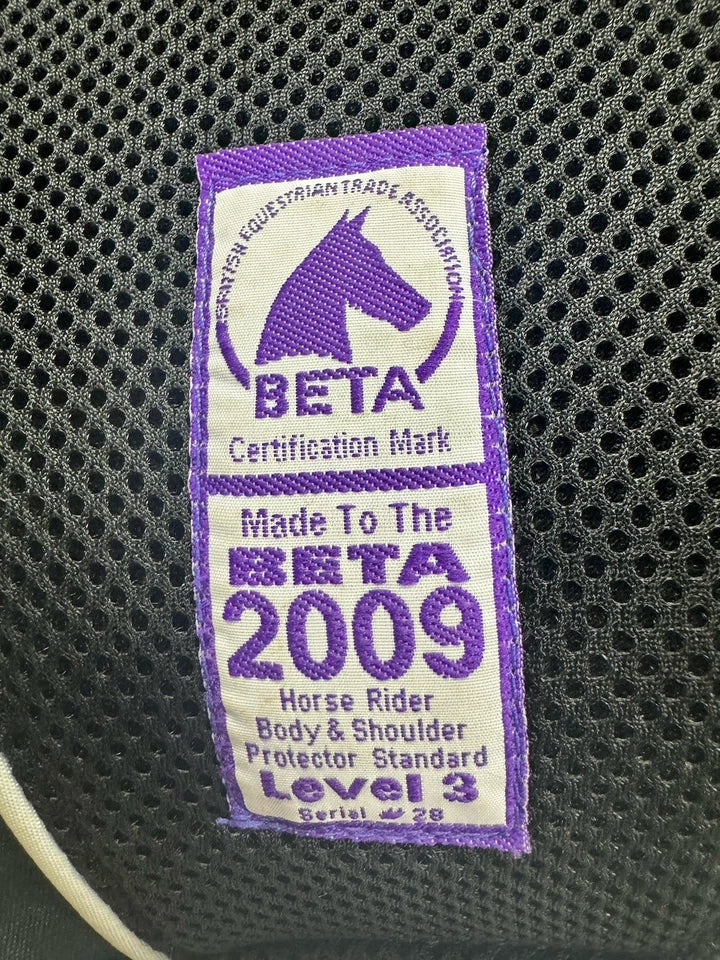 BRITISH EQUESTRIAN TRADE ASSOCIATION
BETA
Certification Mark
Made To The
BETA
2009
Horse Rider
Body & Shoulder
Protector Standard
Level 3
Serial 28